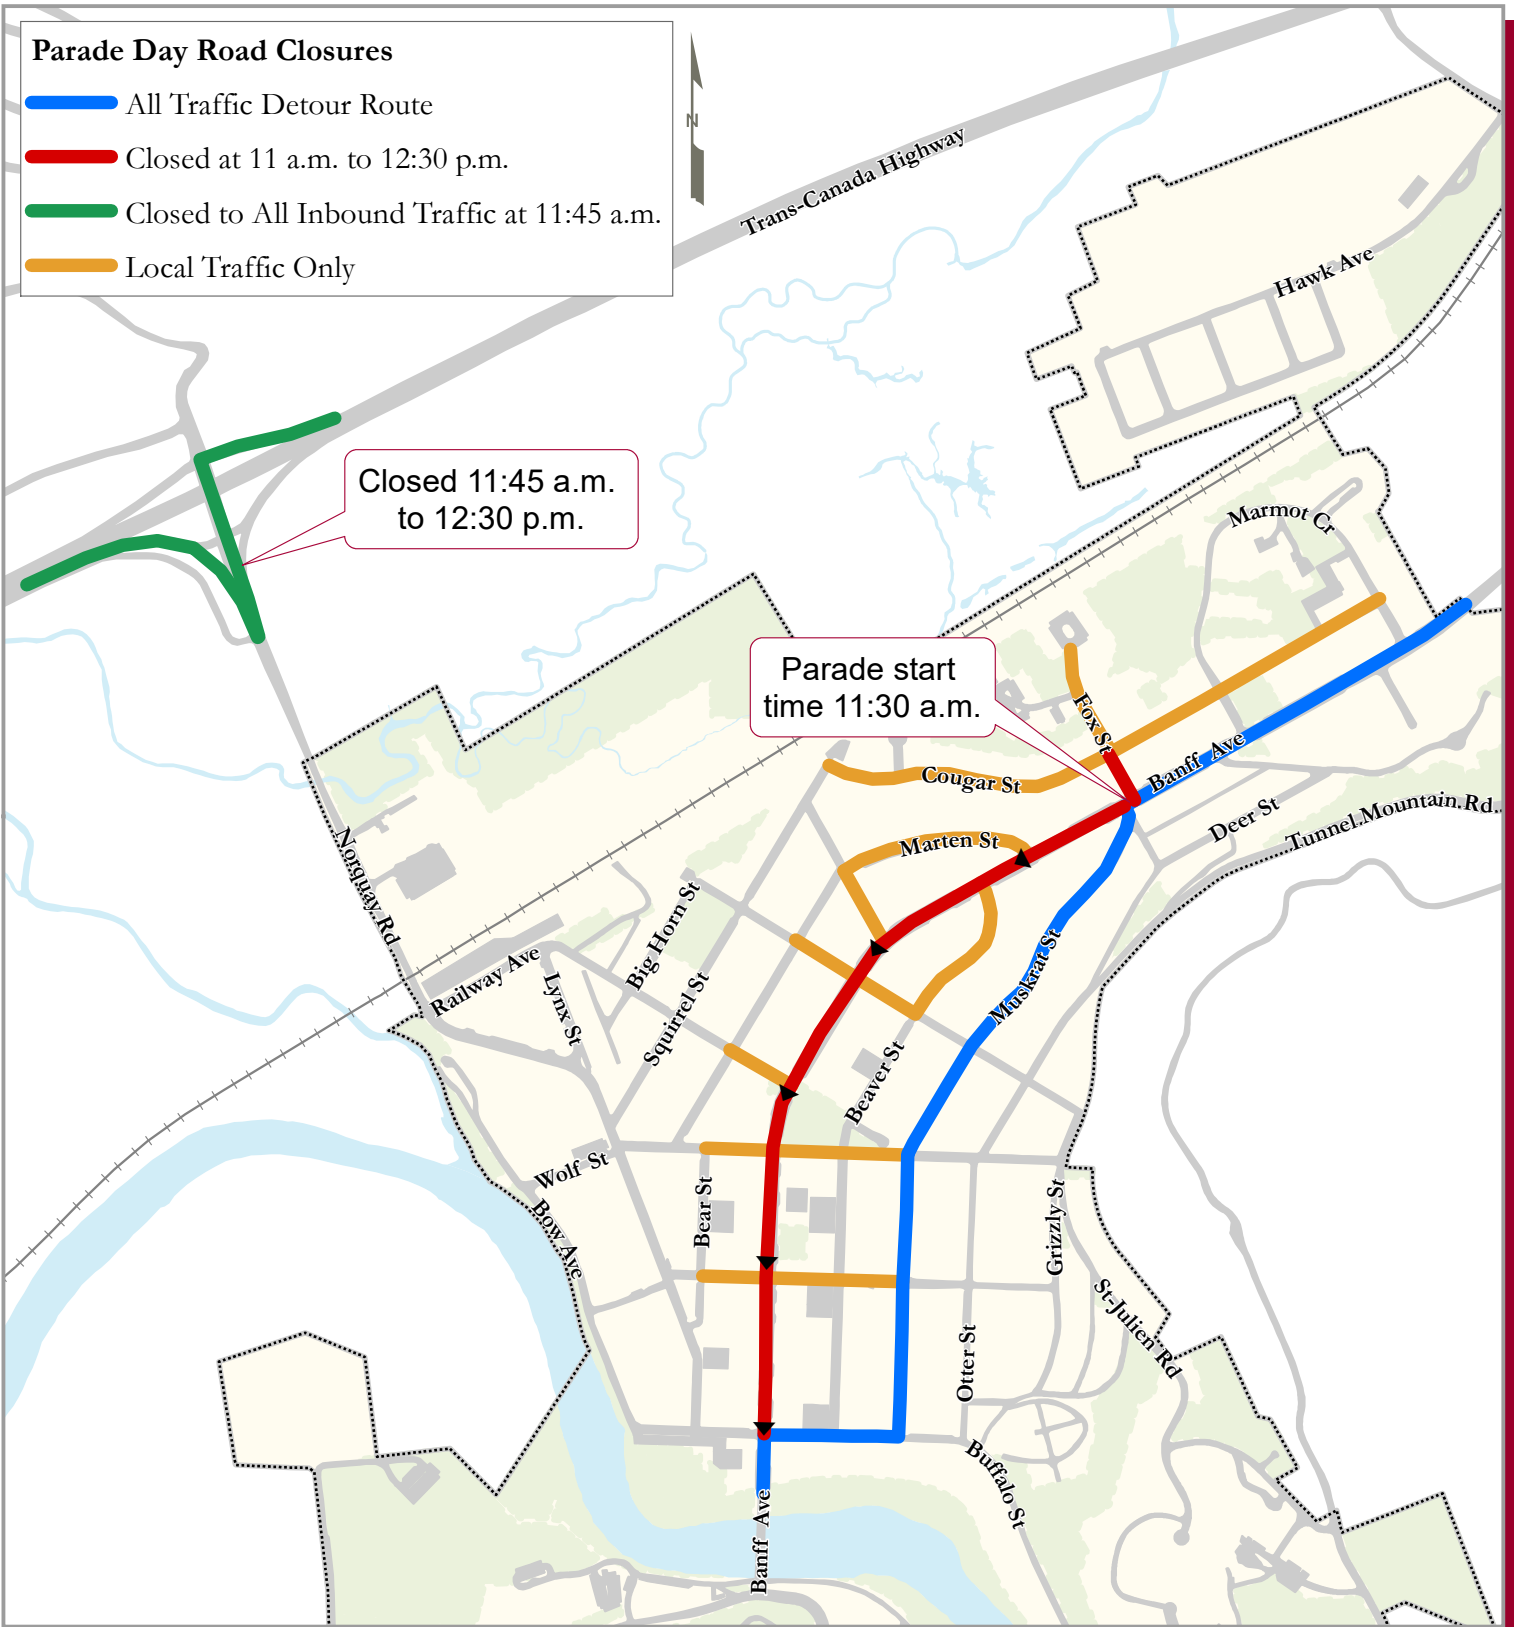 Parade Day Road Closures
All Traffic Detour Route
Closed at 11 a.m. to 12:30 p.m.
Closed to All Inbound Traffic at 11:45 a.m.
Local Traffic Only
N
Trans-Canada Highway
Hawk Ave
Closed 11:45 a.m.
to 12:30 p.m.
Marmot Cr
Parade start
time 11:30 a.m.
Fox St
Banff Ave
Cougar St
Deer St
Tunnel Mountain Rd
Marten St
Norquay Rd
Big Horn St
Railway Ave
Lynx St
Squirrel St
Muskrat St
Beaver St
Wolf St
Bear St
Bow Ave
Grizzly St
St-Julien Rd
Otter St
Buffalo St
Banff Ave